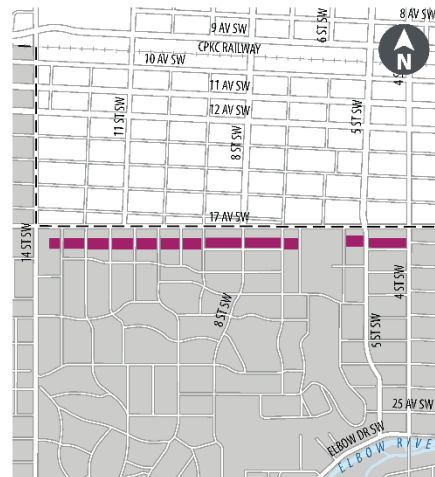 8 AV SW
9 AV SW
6 ST SW
CPKC RAILWAY
10 AV SW
N
4 S
11 AV SW
12 AV SW
11 ST SW
8 ST SW
5 ST SW
17 AV SW
14 ST SW
8 ST SW
4 ST SW
5 ST SW
25 AV SW
ELBOW DR SW
ELBOW RIVE